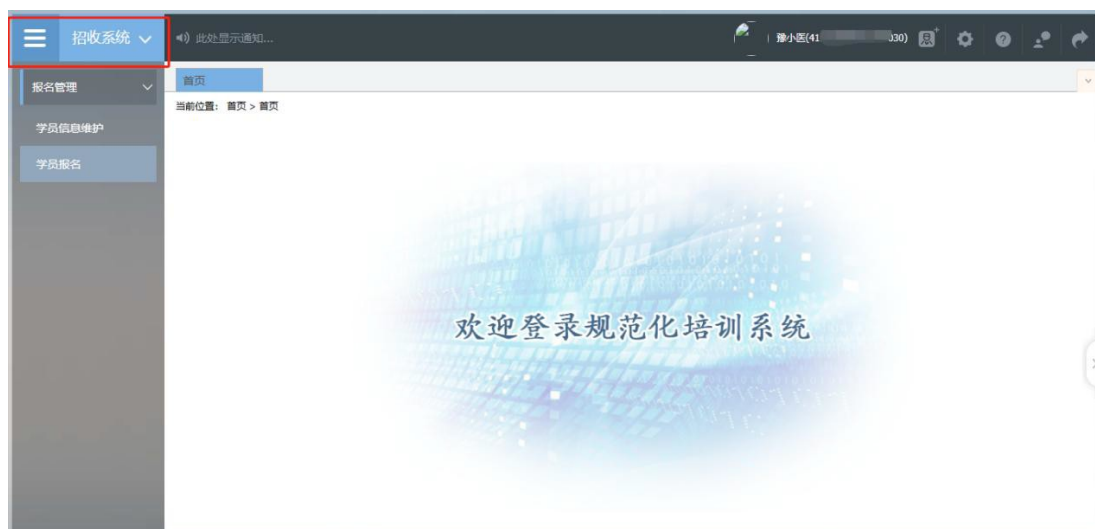 招收系统
此处显示通知...
豫小医(41 030)
报名管理
首页
当前位置： 首页 > 首页
学员信息维护
学员报名
欢迎登录规范化培训系统